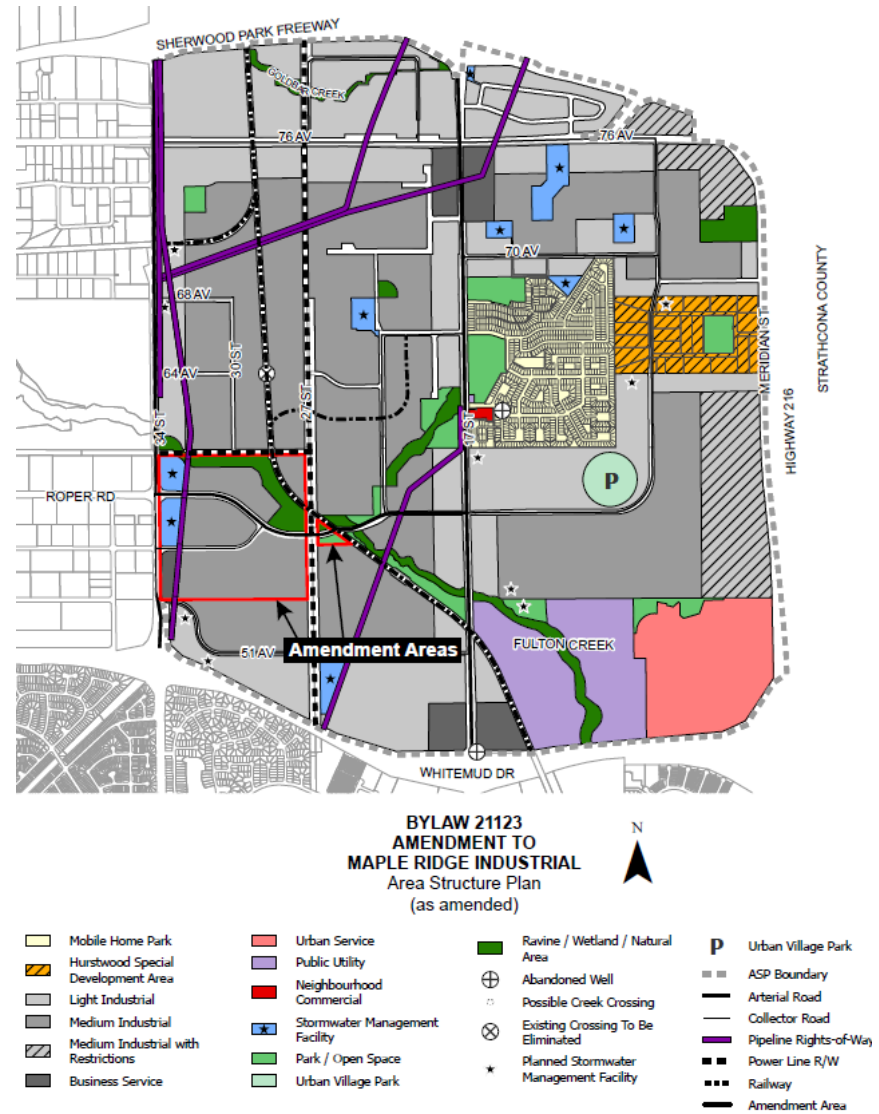 SHERWOOD PARK FREEWAY
GOLDBAR CREEK
76 AV
76 AV
70 AV
68 AV
64 AV
30 ST
27 ST
34 ST
17 ST
MERIDIAN ST
HIGHWAY 216
STRATHCONA COUNTY
P
ROPER RD
51 AV
Amendment Areas
FULTON CREEK
WHITEMUD DR
BYLAW 21123
AMENDMENT TO
MAPLE RIDGE INDUSTRIAL
Area Structure Plan
(as amended)
N
Mobile Home Park
Hurstwood Special
Development Area
Light Industrial
Medium Industrial
Medium Industrial with
Restrictions
Business Service
Urban Service
Public Utility
Neighbourhood
Commercial
Stormwater Management
Facility
Park / Open Space
Urban Village Park
Ravine / Wetland / Natural
Area
Abandoned Well
Possible Creek Crossing
Existing Crossing To Be
Eliminated
Planned Stormwater
Management Facility
P Urban Village Park
ASP Boundary
Arterial Road
Collector Road
Pipeline Rights-of-Way
Power Line R/W
Railway
Amendment Area